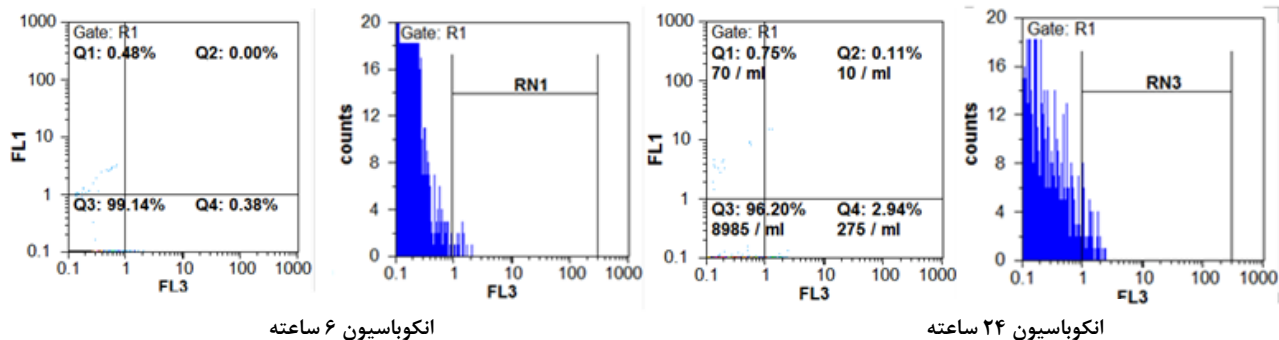 1000
Gate: R1
Q1: 0.48% Q2: 0.00%
100
10
1
Q3: 99.14% Q4: 0.38%
0.1
0.1 1 10 100 1000
FL1
FL3
20
Gate: R1
16
RN1
12
8
4
0
0.1 1 10 100 1000
counts
FL3
1000
Gate: R1
Q1: 0.75% Q2: 0.11%
70 / ml 10 / ml
100
10
1
Q3: 96.20% Q4: 2.94%
8985 / ml 275 / ml
0.1
0.1 1 10 100 1000
FL1
FL3
20
Gate: R1
16
RN3
12
8
4
0
0.1 1 10 100 1000
counts
FL3
انکوباسیون ۶ ساعته
انکوباسیون ۲۴ ساعته